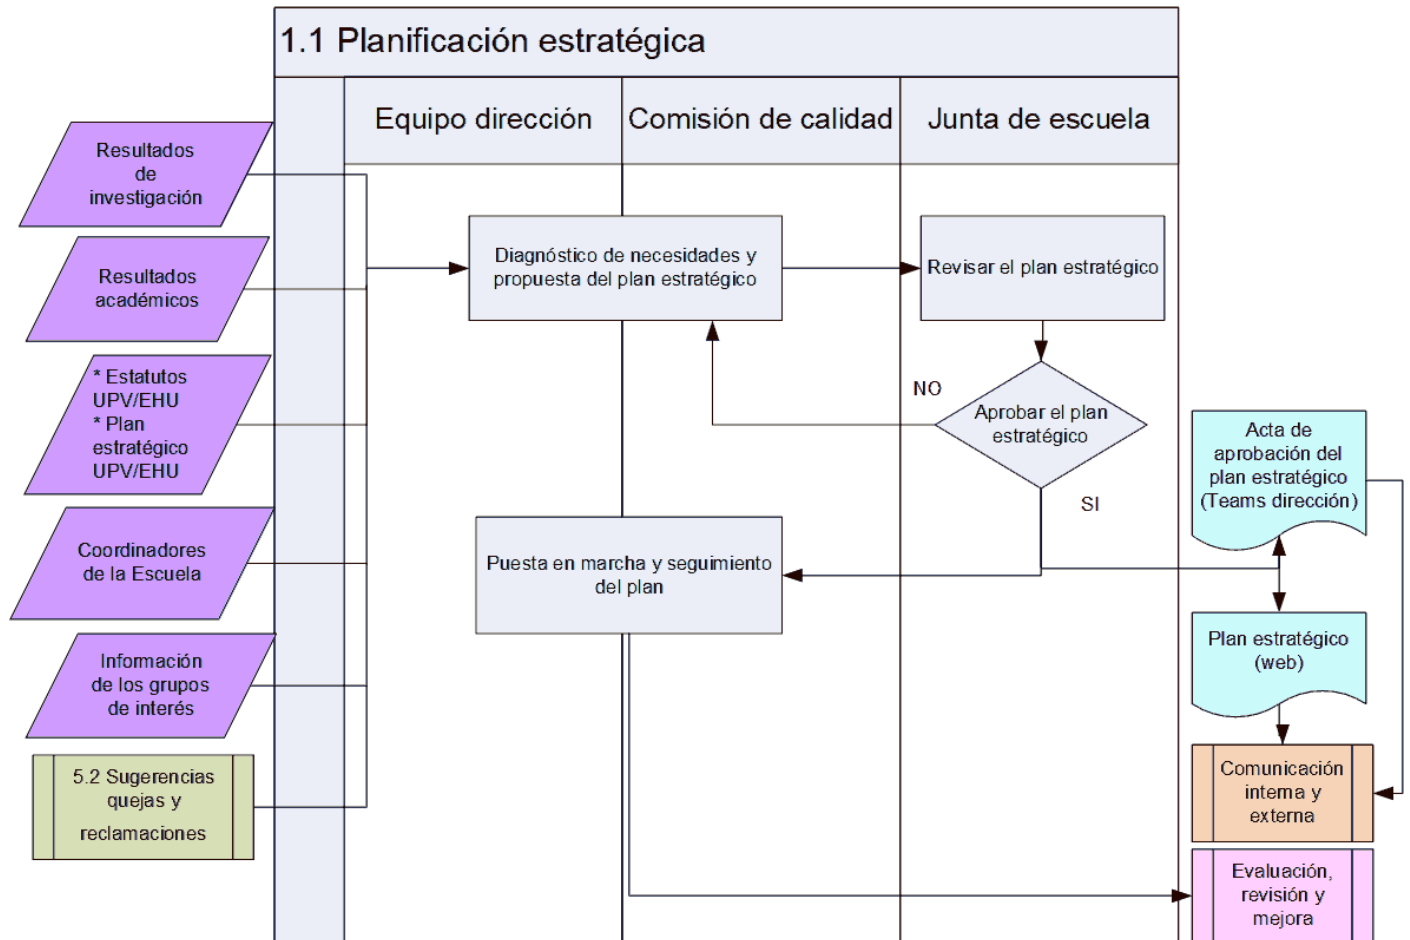 1.1 Planificación estratégica
Equipo dirección
Comisión de calidad
Junta de escuela
Resultados
de
investigación
Resultados
académicos
* Estatutos
UPV/EHU
* Plan
estratégico
UPV/EHU
Coordinadores
de la Escuela
Información
de los grupos
de interés
5.2 Sugerencias
quejas y
reclamaciones
Diagnóstico de necesidades y
propuesta del plan estratégico
Revisar el plan estratégico
NO
Aprobar el plan
estratégico
SI
Puesta en marcha y seguimiento
del plan
Acta de
aprobación del
plan estratégico
(Teams dirección)
Plan estratégico
(web)
Comunicación
interna y
externa
Evaluación,
revisión y
mejora